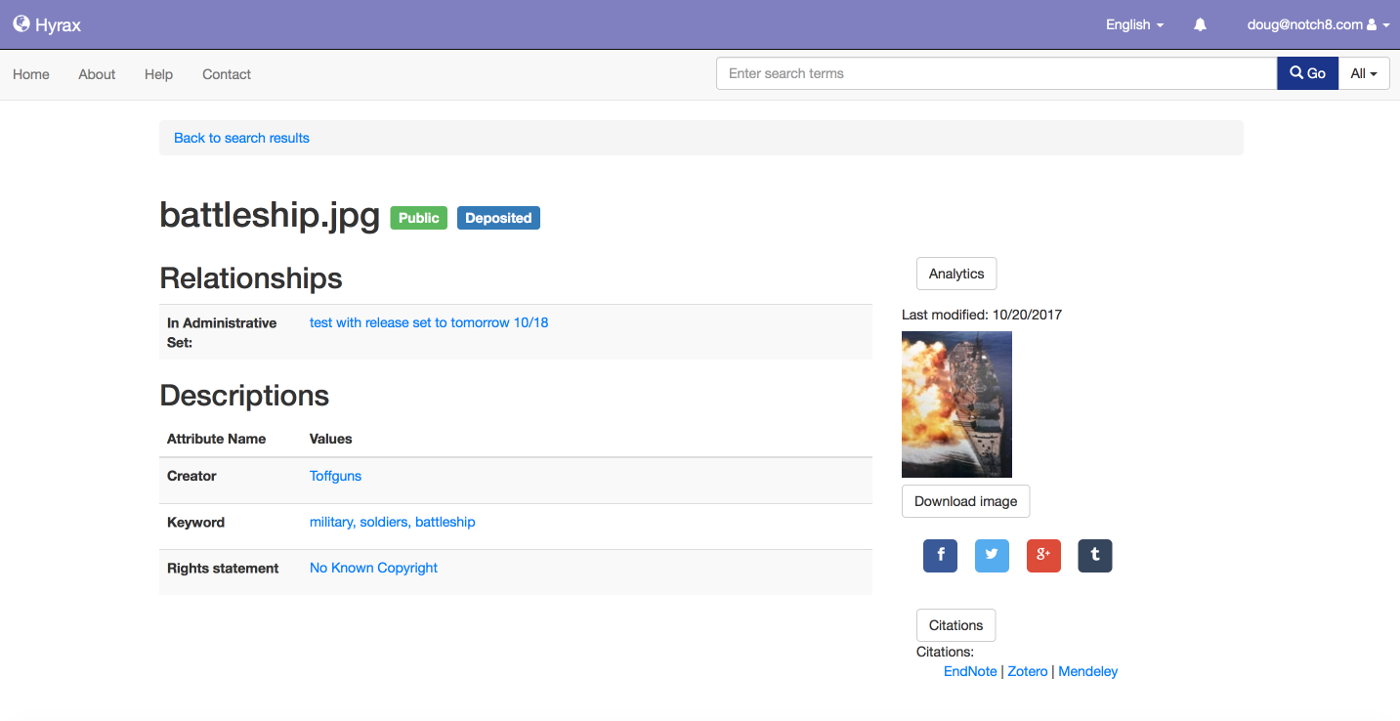 Hyrax English doug@notch8.com
Home About Help Contact Enter search terms Go All
Back to search results
battleship.jpg Public Deposited
Relationships
Analytics
In Administrative Set:
test with release set to tomorrow 10/18
Last modified: 10/20/2017
Descriptions
Attribute Name Values
Creator Toffguns
Keyword military, soldiers, battleship
Rights statement No Known Copyright
Download image
f g+ t
Citations
Citations:
EndNote | Zotero | Mendeley